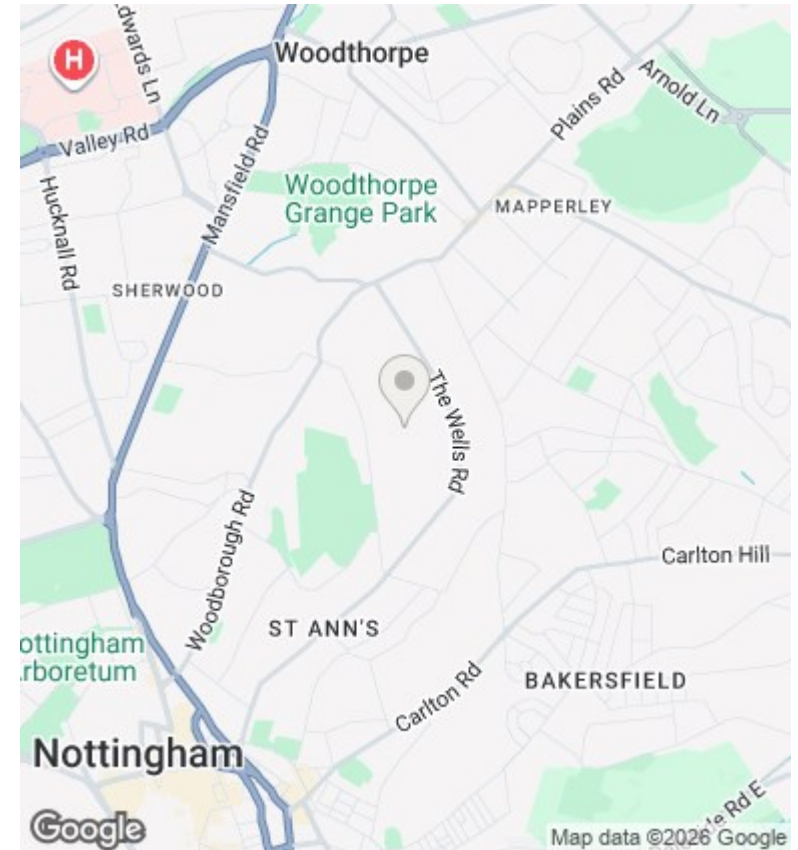 dwards Ln
Woodthorpe
H
Valley Rd
Mansfield Rd
Plains Rd
Arnold Ln
Hucknall Rd
Woodthorpe
Grange Park
MAPPERLEY
SHERWOOD
The Wells Rd
Woodborough Rd
Carlton Hill
ST ANN'S
ottingham
rboretum
Carlton Rd
BAKERSFIELD
Nottingham
Google
Rd E
Map data ©2026 Google